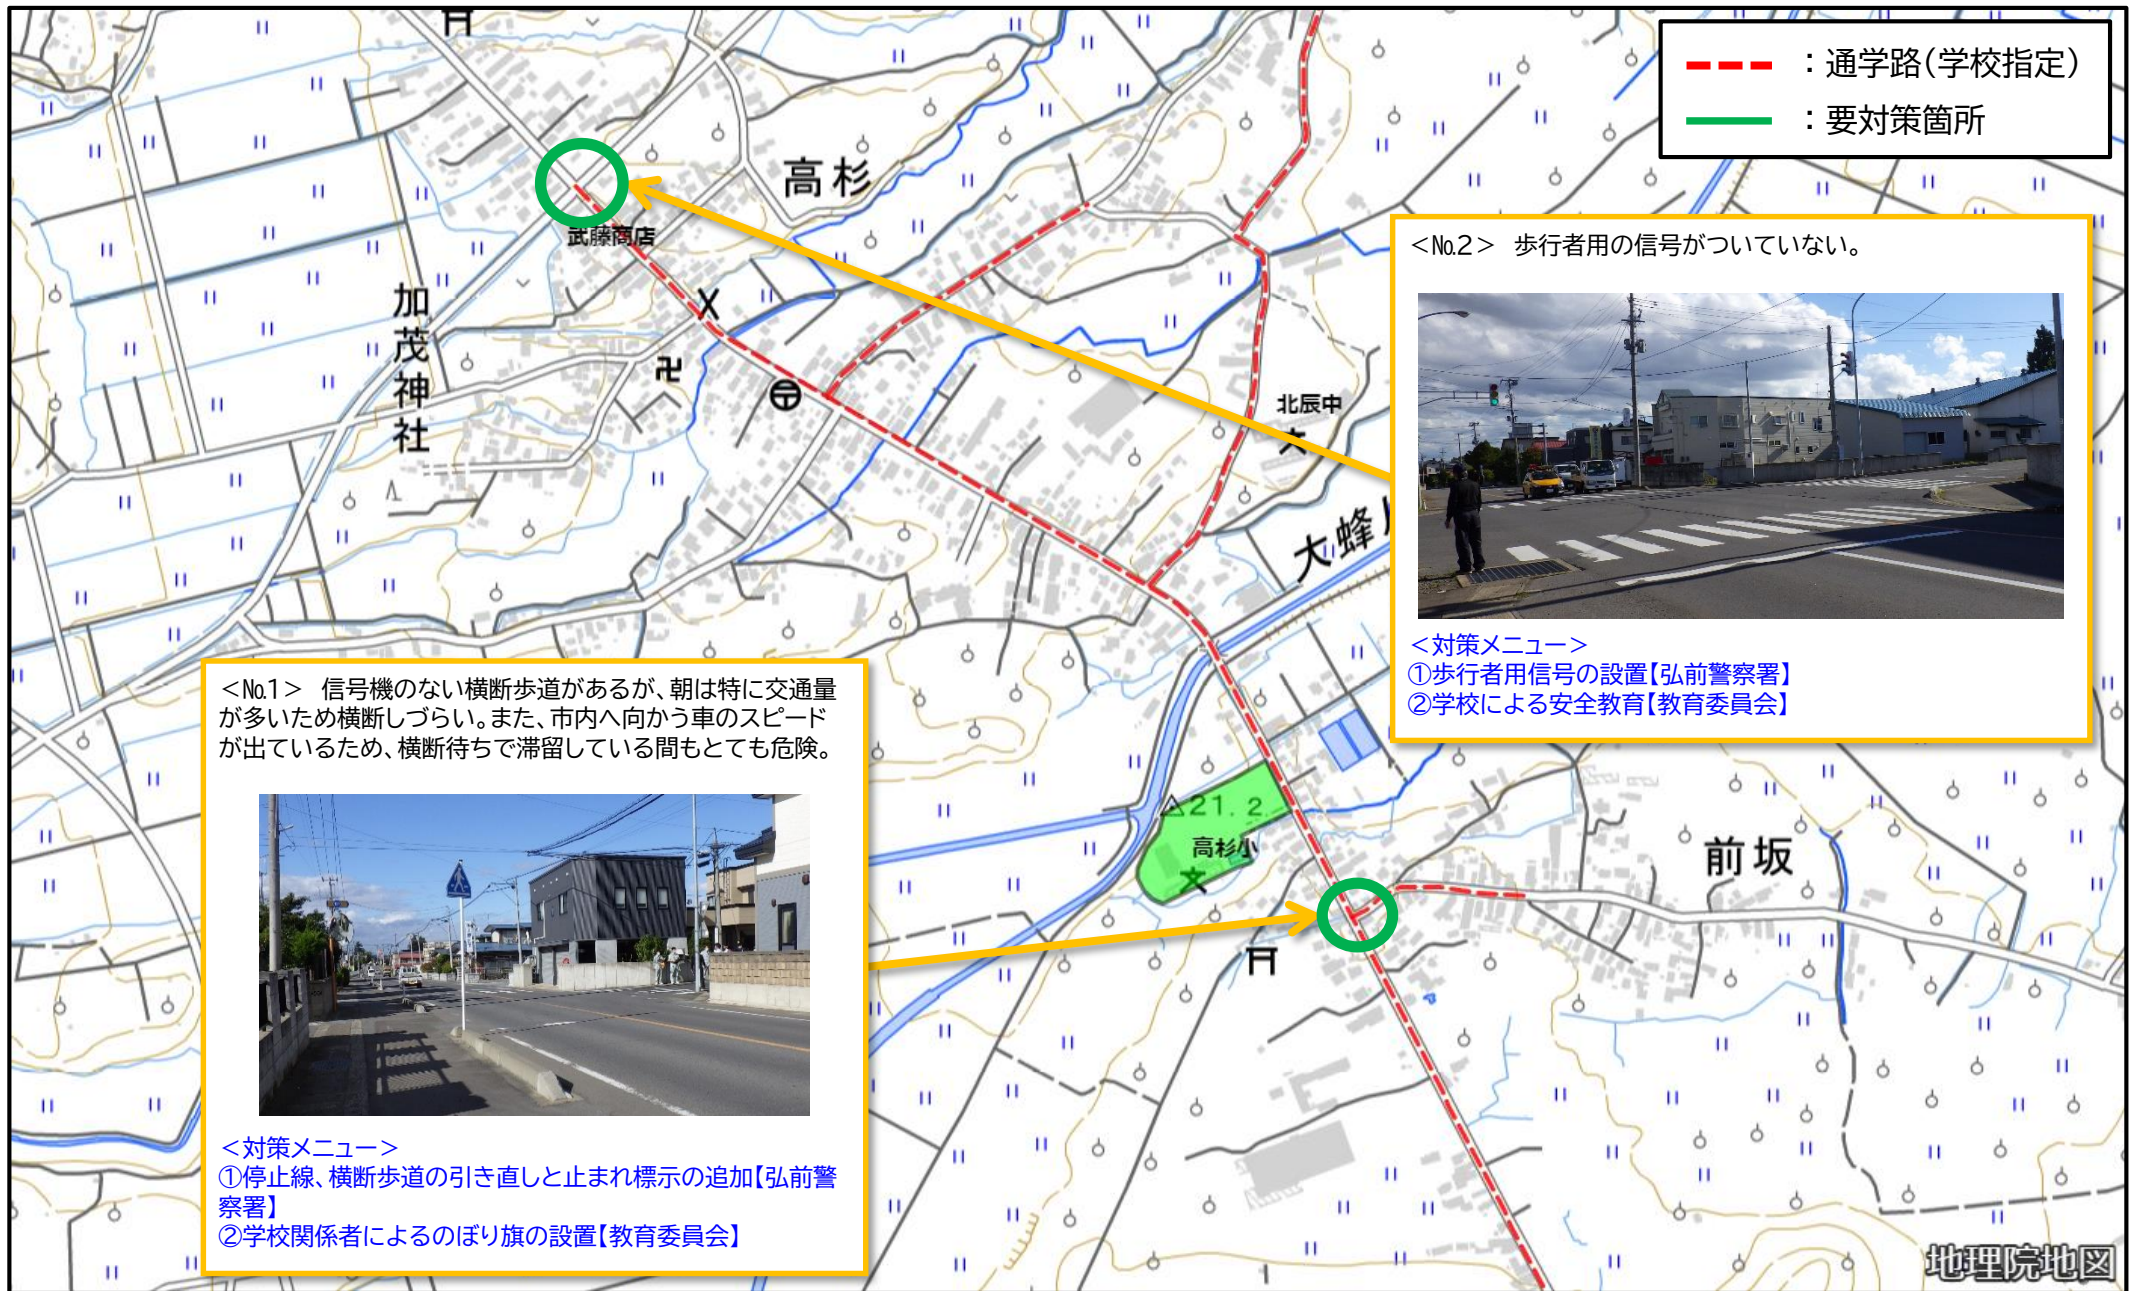 ：通学路(学校指定)
：要対策箇所
高杉
武藤商店
加茂神社
北辰中
大蜂
<№2>　歩行者用の信号がついていない。
<対策メニュー>
①歩行者用信号の設置【弘前警察署】
②学校による安全教育【教育委員会】
<№1>　信号機のない横断歩道があるが、朝は特に交通量
が多いため横断しづらい。また、市内へ向かう車のスピード
が出ているため、横断待ちで滞留している間もとても危険。
<対策メニュー>
①停止線、横断歩道の引き直しと止まれ標示の追加【弘前警
察署】
②学校関係者によるのぼり旗の設置【教育委員会】
21.2
高杉小
前坂
地理院地図